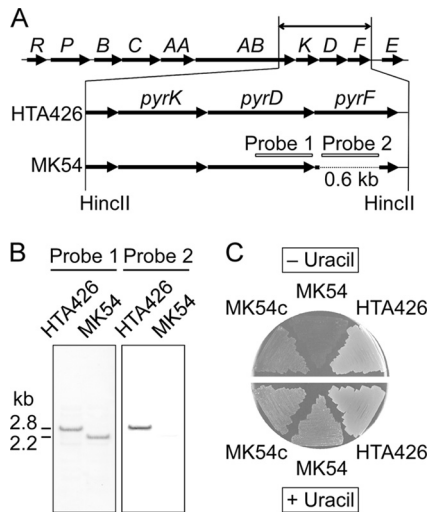 A
R P B C AA AB K D F E
HTA426 pyrK pyrD pyrF
Probe 1 Probe 2
MK54
0.6 kb
HincII HincII
B
Probe 1 Probe 2
HTA426 MK54 HTA426 MK54
kb
2.8
2.2
C
– Uracil
MK54
MK54c HTA426
MK54c HTA426
MK54
+ Uracil